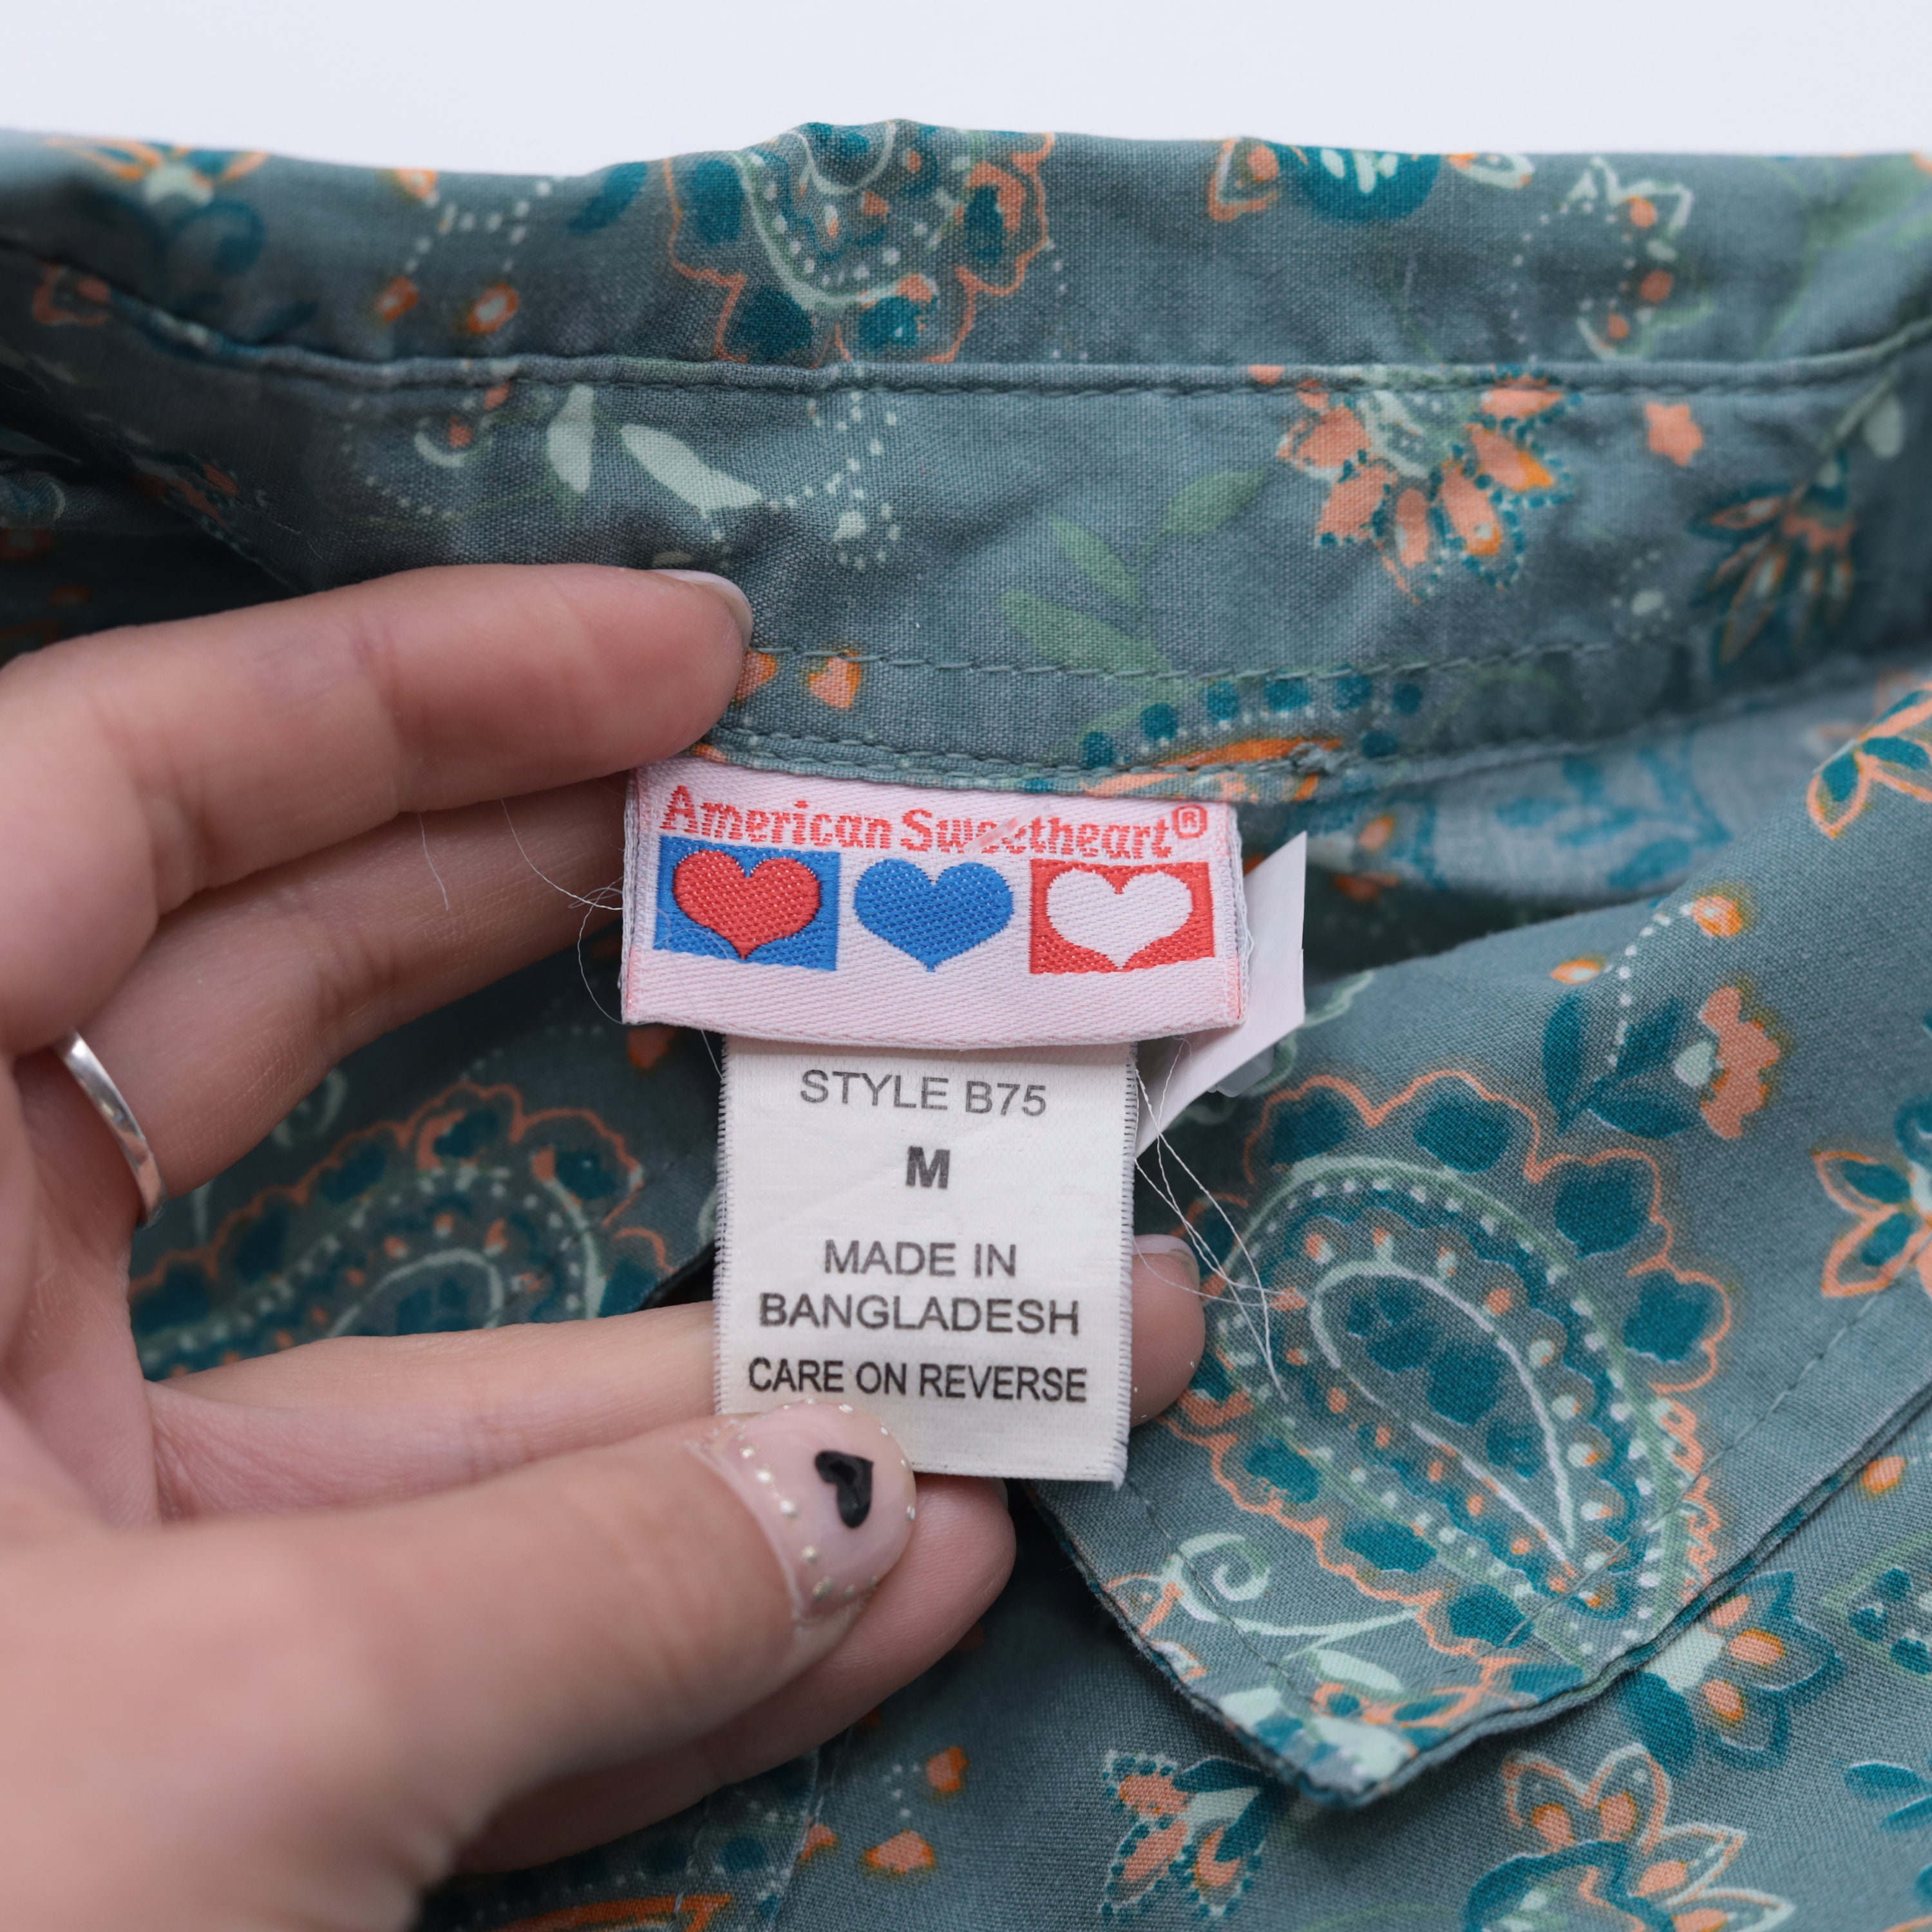 American Sweetheart®
STYLE B75
M
MADE IN
BANGLADESH
CARE ON REVERSE